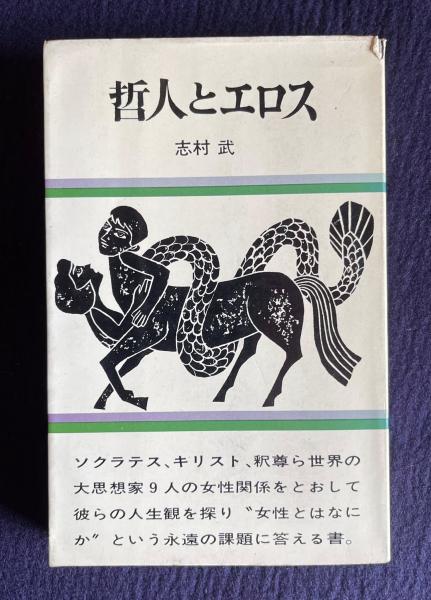 哲人とエロス
志村 武
ソクラテス、キリスト、釈尊ら世界の
大思想家9人の女性関係をとおして
彼らの人生観を探り〝女性とはなに
か〟という永遠の課題に答える書。